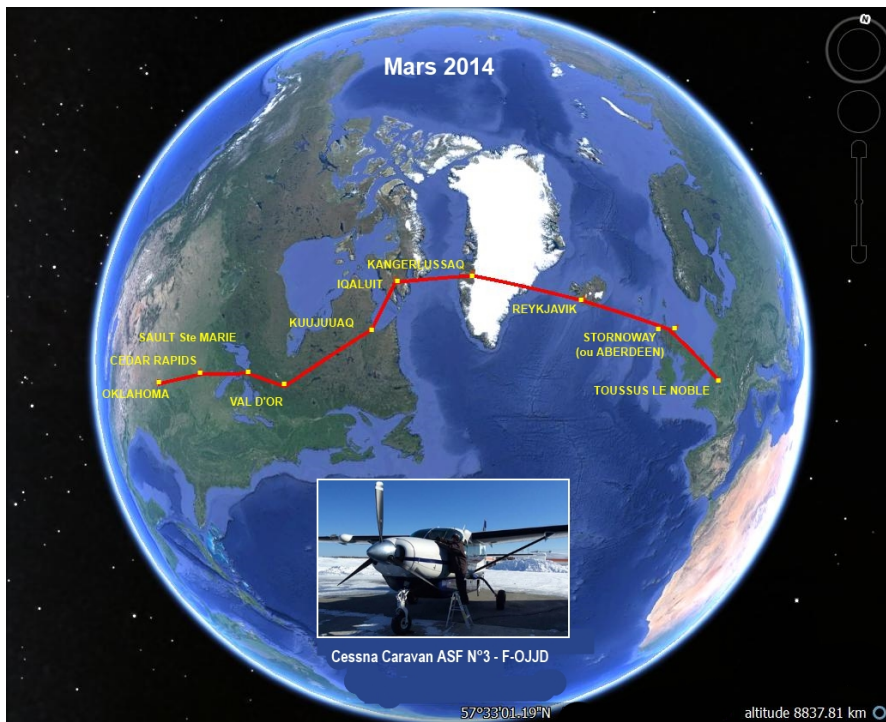 N
Mars 2014
KANGERLUSSAQ
IQALUIT
REYKJAVIK
KUUJUUAQ
STORNOWAY
(ou ABERDEEN)
SAULT Ste MARIE
CEDAR RAPIDS
OKLAHOMA
VAL D'OR
TOUSSUS LE NOBLE
Cessna Caravan ASF N°3 - F-OJJD
57°33'01.19"N
altitude 8837.81 km